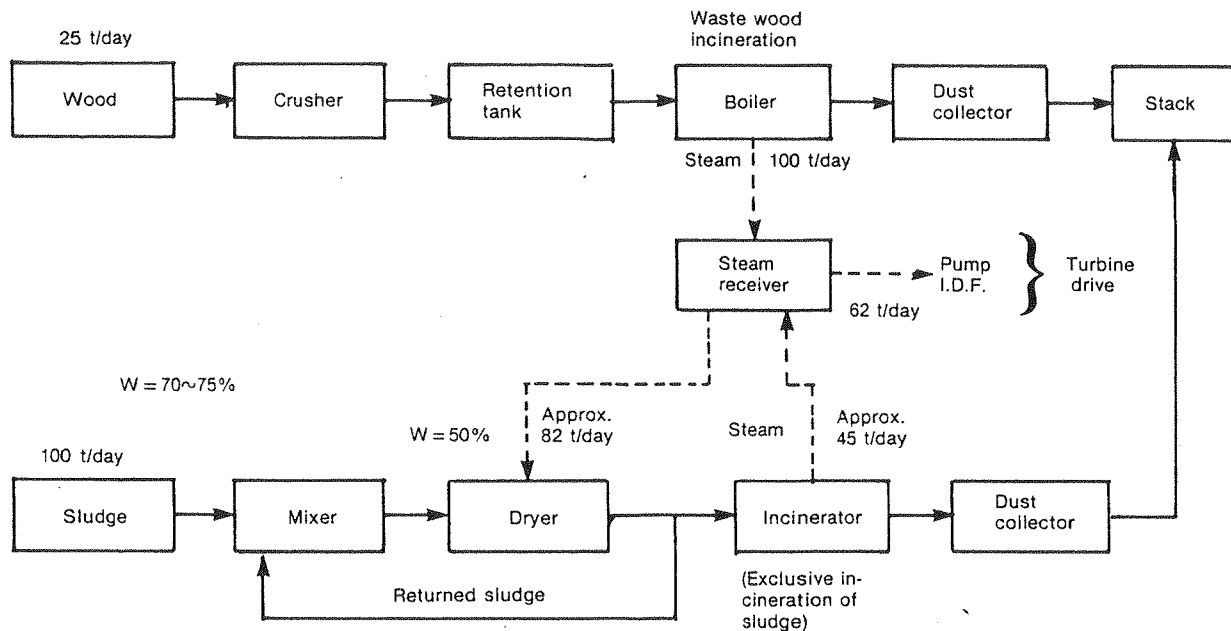 25 t/day
Waste wood
incineration
Wood
Crusher
Retention
tank
Boiler
Dust
collector
Stack
Steam 100 t/day
Steam
receiver
Pump
I.D.F.
Turbine
drive
62 t/day
W = 70~75%
W = 50%
Approx.
82 t/day
Steam
Approx.
45 t/day
100 t/day
Sludge
Mixer
Dryer
Incinerator
Dust
collector
Returned sludge
(Exclusive in-
cineration of
sludge)